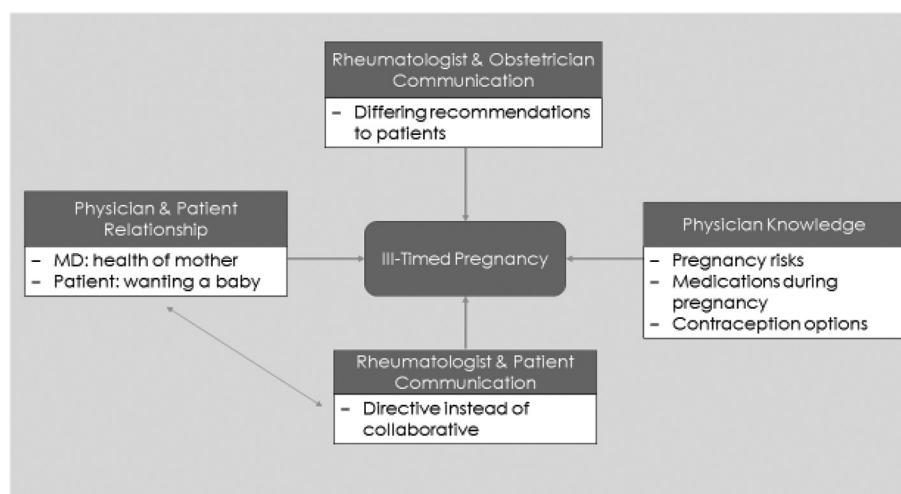 Rheumatologist & Obstetrician
Communication
– Differing recommendations
to patients
Physician & Patient
Relationship
– MD: health of mother
– Patient: wanting a baby
III-Timed Pregnancy
Physician Knowledge
– Pregnancy risks
– Medications during
pregnancy
– Contraception options
Rheumatologist & Patient
Communication
– Directive instead of
collaborative